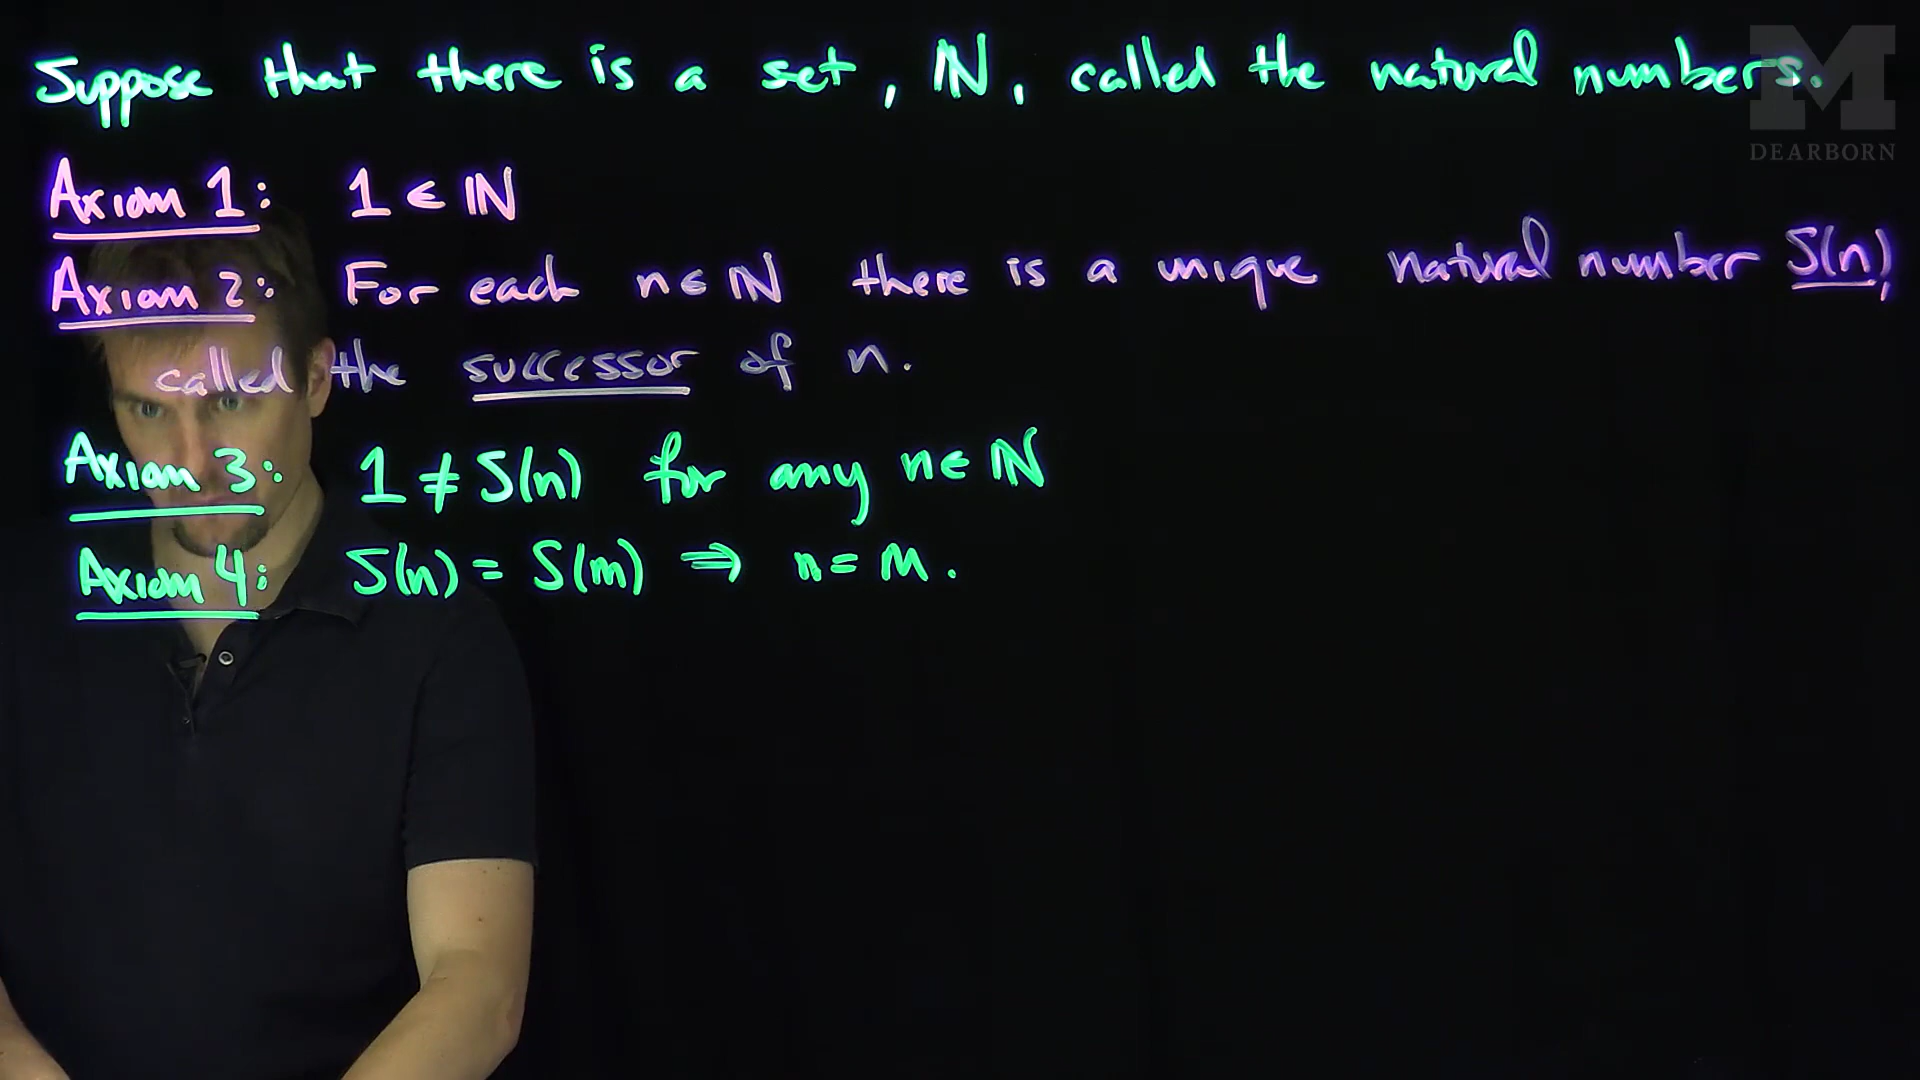 Suppose that there is a set, ℕ, called the natural numbers.
M
DEARBORN
Axiom 1: 1 ∈ ℕ
Axiom 2: For each n ∈ ℕ there is a unique natural number S(n),
called the successor of n.
Axiom 3: 1 ≠ S(n) for any n ∈ ℕ
Axiom 4: S(n) = S(m) ⇒ n = m.